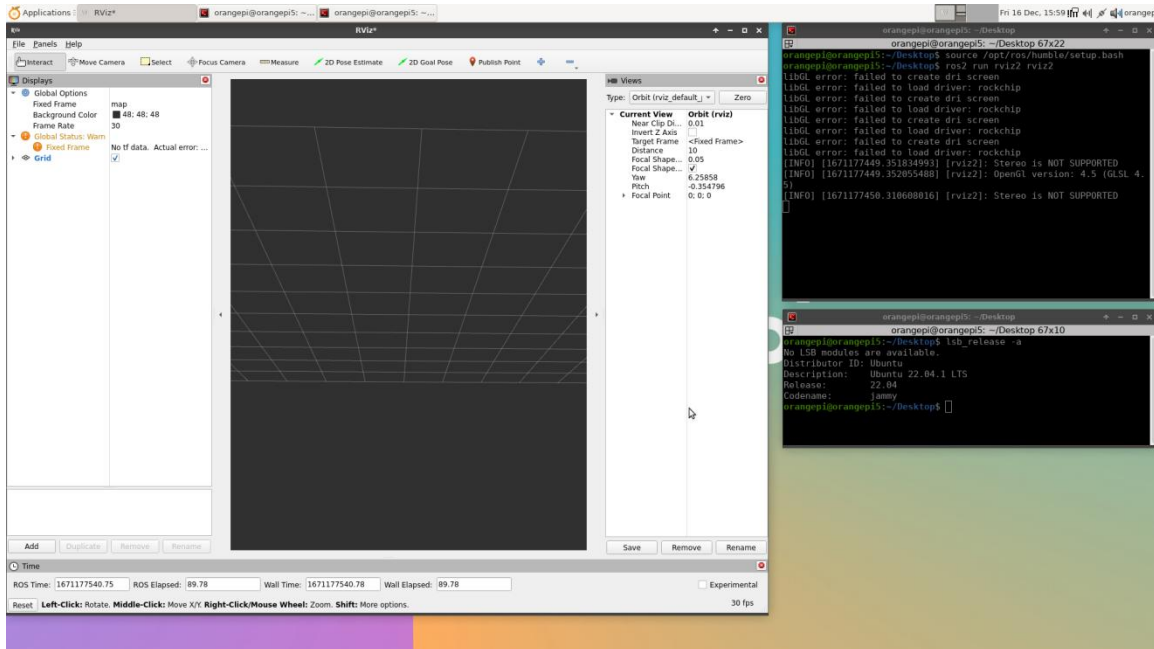 Applications : RViz* orangepi@orangepi5: ~... orangepi@orangepi5: ~... Fri 16 Dec, 15:59 orangep
RViz*
File Panels Help
Interact Move Camera Select Focus Camera Measure 2D Pose Estimate 2D Goal Pose Publish Point
Displays
Global Options
Fixed Frame map
Background Color 48; 48; 48
Frame Rate 30
Global Status: Warn
Fixed Frame No tf data. Actual error: ...
Grid
Add Duplicate Remove Rename
Views
Type: Orbit (rviz_default_ Zero
Current View Orbit (rviz)
Near Clip Di... 0.01
Invert Z Axis
Target Frame <Fixed Frame>
Distance 10
Focal Shape... 0.05
Focal Shape...
Yaw 6.25858
Pitch -0.354796
Focal Point 0; 0; 0
Save Remove Rename
Time
ROS Time: 1671177540.75 ROS Elapsed: 89.78 Wall Time: 1671177540.78 Wall Elapsed: 89.78 Experimental
Reset Left-Click: Rotate. Middle-Click: Move X/Y. Right-Click/Mouse Wheel: Zoom. Shift: More options. 30 fps
orangepi@orangepi5: ~/Desktop
orangepi@orangepi5: ~/Desktop 67x22
orangepi@orangepi5:~/Desktop$ source /opt/ros/humble/setup.bash
orangepi@orangepi5:~/Desktop$ ros2 run rviz2 rviz2
libGL error: failed to create dri screen
libGL error: failed to load driver: rockchip
libGL error: failed to create dri screen
libGL error: failed to load driver: rockchip
libGL error: failed to create dri screen
libGL error: failed to load driver: rockchip
libGL error: failed to create dri screen
libGL error: failed to load driver: rockchip
[INFO] [1671177449.351834993] [rviz2]: Stereo is NOT SUPPORTED
[INFO] [1671177449.352055488] [rviz2]: OpenGl version: 4.5 (GLSL 4.
5)
[INFO] [1671177450.310608016] [rviz2]: Stereo is NOT SUPPORTED
orangepi@orangepi5: ~/Desktop
orangepi@orangepi5: ~/Desktop 67x10
orangepi@orangepi5:~/Desktop$ lsb_release -a
No LSB modules are available.
Distributor ID: Ubuntu
Description: Ubuntu 22.04.1 LTS
Release: 22.04
Codename: jammy
orangepi@orangepi5:~/Desktop$